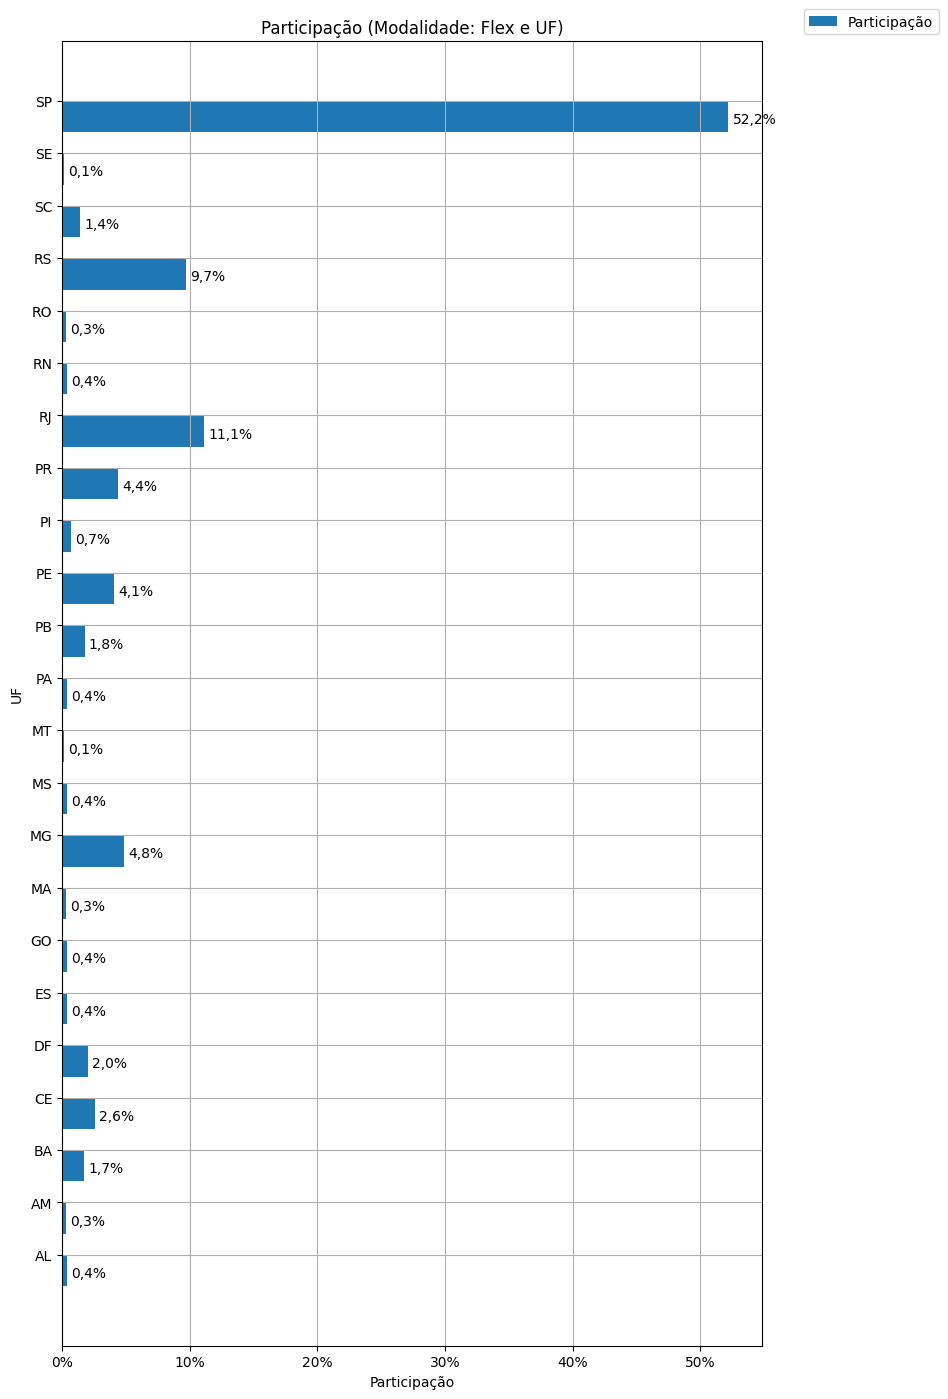 Participação (Modalidade: Flex e UF)
Participação
SP 52,2%
SE 0,1%
SC 1,4%
RS 9,7%
RO 0,3%
RN 0,4%
RJ 11,1%
PR 4,4%
PI 0,7%
PE 4,1%
PB 1,8%
PA 0,4%
UF
MT 0,1%
MS 0,4%
MG 4,8%
MA 0,3%
GO 0,4%
ES 0,4%
DF 2,0%
CE 2,6%
BA 1,7%
AM 0,3%
AL 0,4%
0% 10% 20% 30% 40% 50%
Participação